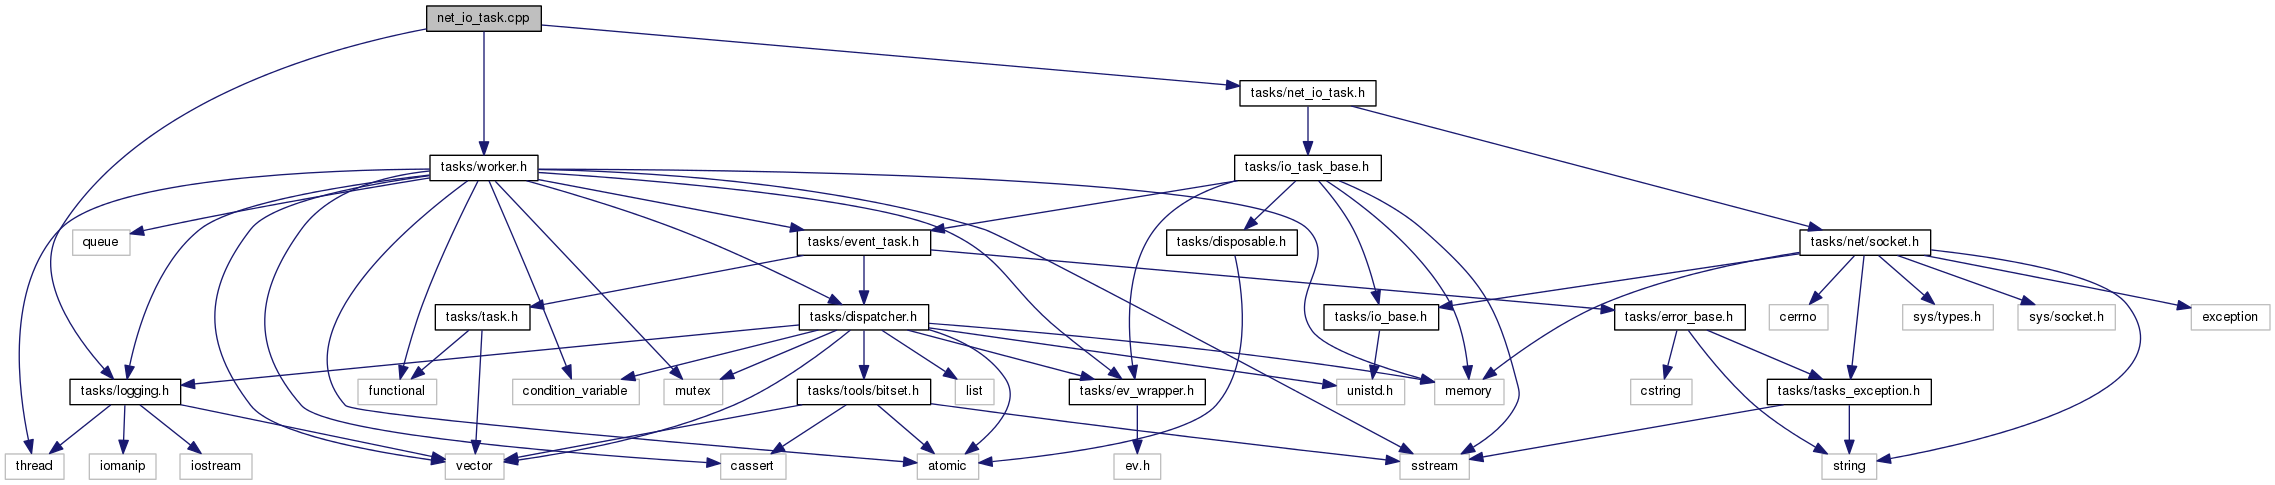 net_io_task.cpp
tasks/net_io_task.h
tasks/worker.h
tasks/io_task_base.h
queue
tasks/event_task.h
tasks/disposable.h
tasks/net/socket.h
tasks/task.h
tasks/dispatcher.h
tasks/io_base.h
tasks/error_base.h
cerrno
sys/types.h
sys/socket.h
exception
tasks/logging.h
functional
condition_variable
mutex
tasks/tools/bitset.h
list
tasks/ev_wrapper.h
unistd.h
memory
cstring
tasks/tasks_exception.h
thread
iomanip
iostream
vector
cassert
atomic
ev.h
sstream
string